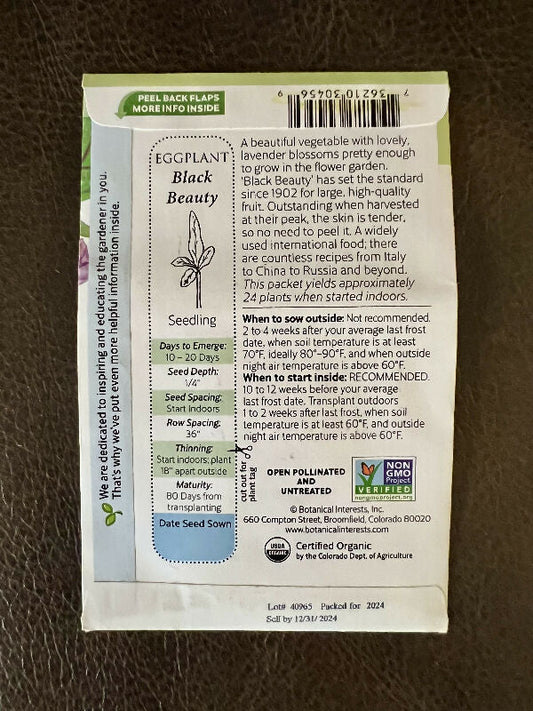 PEEL BACK FLAPS
MORE INFO INSIDE
7 36210 30456 9
We are dedicated to inspiring and educating the gardener in you.
That's why we've put even more helpful information inside.
EGGPLANT
Black
Beauty
Seedling
Days to Emerge:
10 – 20 Days
Seed Depth:
1/4"
Seed Spacing:
Start Indoors
Row Spacing:
36"
Thinning:
Start indoors; plant
18" apart outside
Maturity:
80 Days from
transplanting
Date Seed Sown
cut out for
plant tag
A beautiful vegetable with lovely,
lavender blossoms pretty enough
to grow in the flower garden.
'Black Beauty' has set the standard
since 1902 for large, high-quality
fruit. Outstanding when harvested
at their peak, the skin is tender,
so no need to peel it. A widely
used international food; there
are countless recipes from Italy
to China to Russia and beyond.
This packet yields approximately
24 plants when started indoors.
When to sow outside: Not recommended.
2 to 4 weeks after your average last frost
date, when soil temperature is at least
70°F, ideally 80°–90°F, and when outside
night air temperature is above 60°F.
When to start inside: RECOMMENDED.
10 to 12 weeks before your average
last frost date. Transplant outdoors
1 to 2 weeks after last frost, when soil
temperature is at least 60°F, and outside
night air temperature is above 60°F.
OPEN POLLINATED
AND
UNTREATED
NON
GMO
Project
VERIFIED
nongmoproject.org
© Botanical Interests, Inc.
660 Compton Street, Broomfield, Colorado 80020
www.botanicalinterests.com
USDA
ORGANIC
Certified Organic
by the Colorado Dept. of Agriculture
Lot# 40965 Packed for 2024
Sell by 12/31/2024